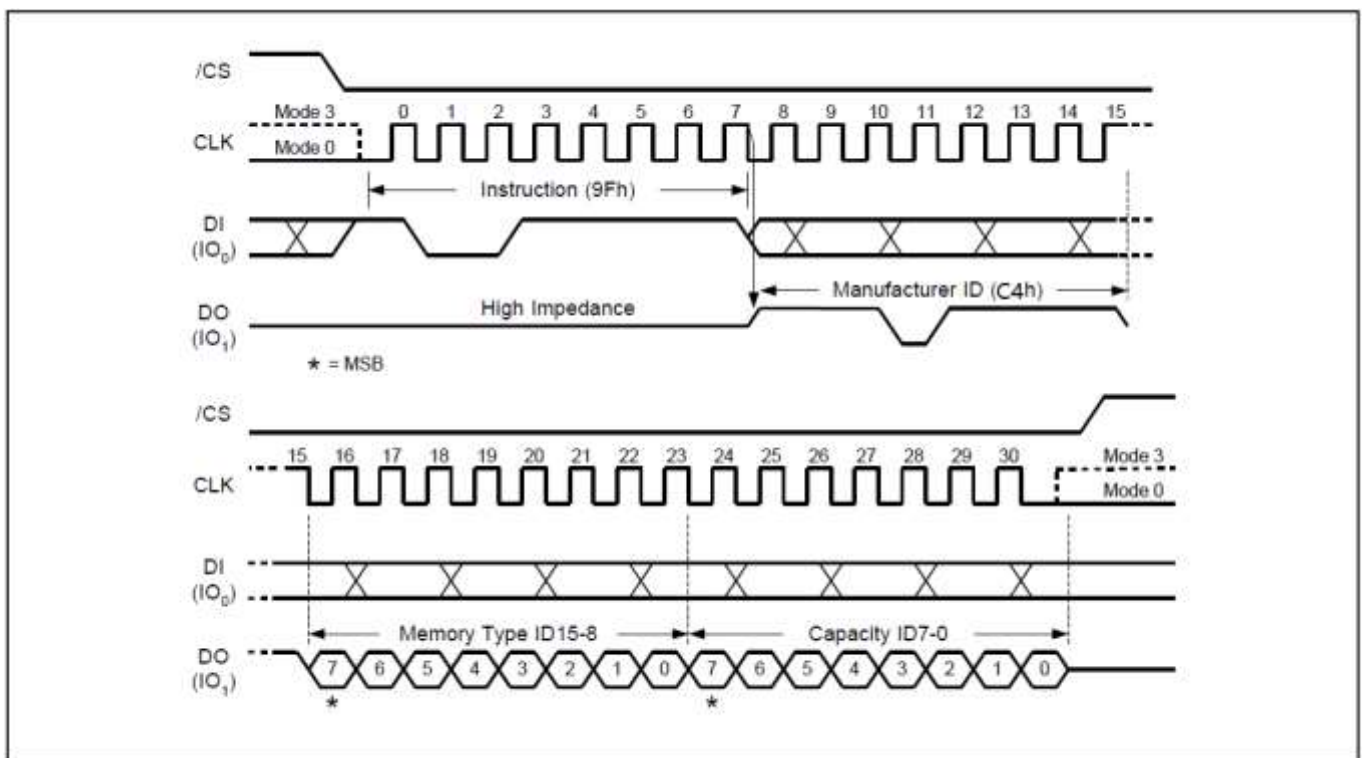 /CS
Mode 3 0 1 2 3 4 5 6 7 8 9 10 11 12 13 14 15
CLK
Mode 0
Instruction (9Fh)
DI
(IO₀)
Manufacturer ID (C4h)
High Impedance
DO
(IO₁)
* = MSB
/CS
15 16 17 18 19 20 21 22 23 24 25 26 27 28 29 30 Mode 3
CLK
Mode 0
DI
(IO₀)
Memory Type ID15-8 Capacity ID7-0
DO
7 6 5 4 3 2 1 0 7 6 5 4 3 2 1 0
(IO₁)
* *